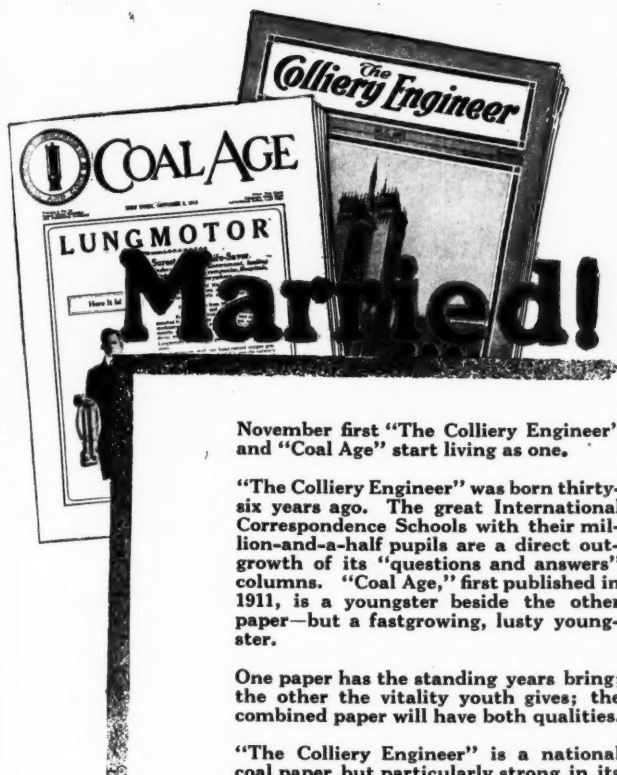 The
Colliery Engineer
COAL AGE
LUNGMOTOR
Here It Is!
Married!
November first “The Colliery Engineer’
and “Coal Age” start living as one.
“The Colliery Engineer” was born thirty-
six years ago. The great International
Correspondence Schools with their mil-
lion-and-a-half pupils are a direct out-
growth of its “questions and answers”
columns. “Coal Age,” first published in
1911, is a youngster beside the other
paper—but a fastgrowing, lusty young-
ster.
One paper has the standing years bring;
the other the vitality youth gives; the
combined paper will have both qualities.
“The Colliery Engineer” is a national
coal paper, but particularly strong in its